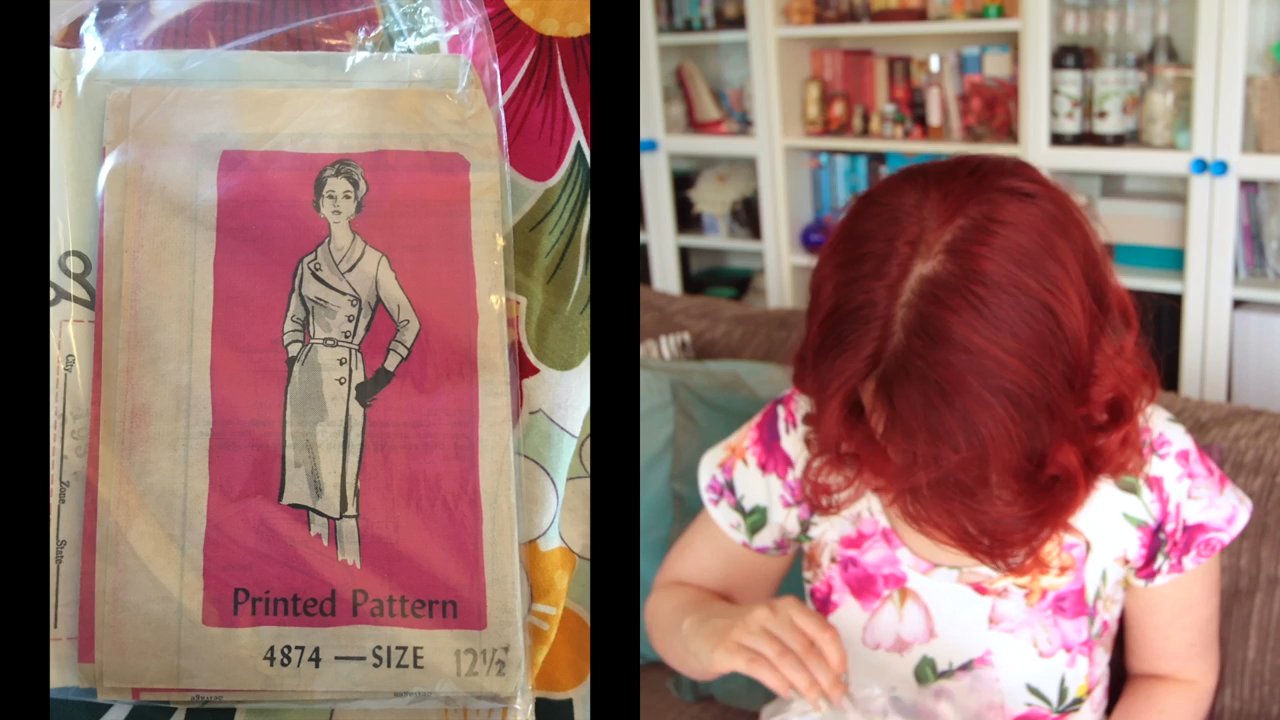 City
Zone
State
Printed Pattern
4874 — SIZE 12½